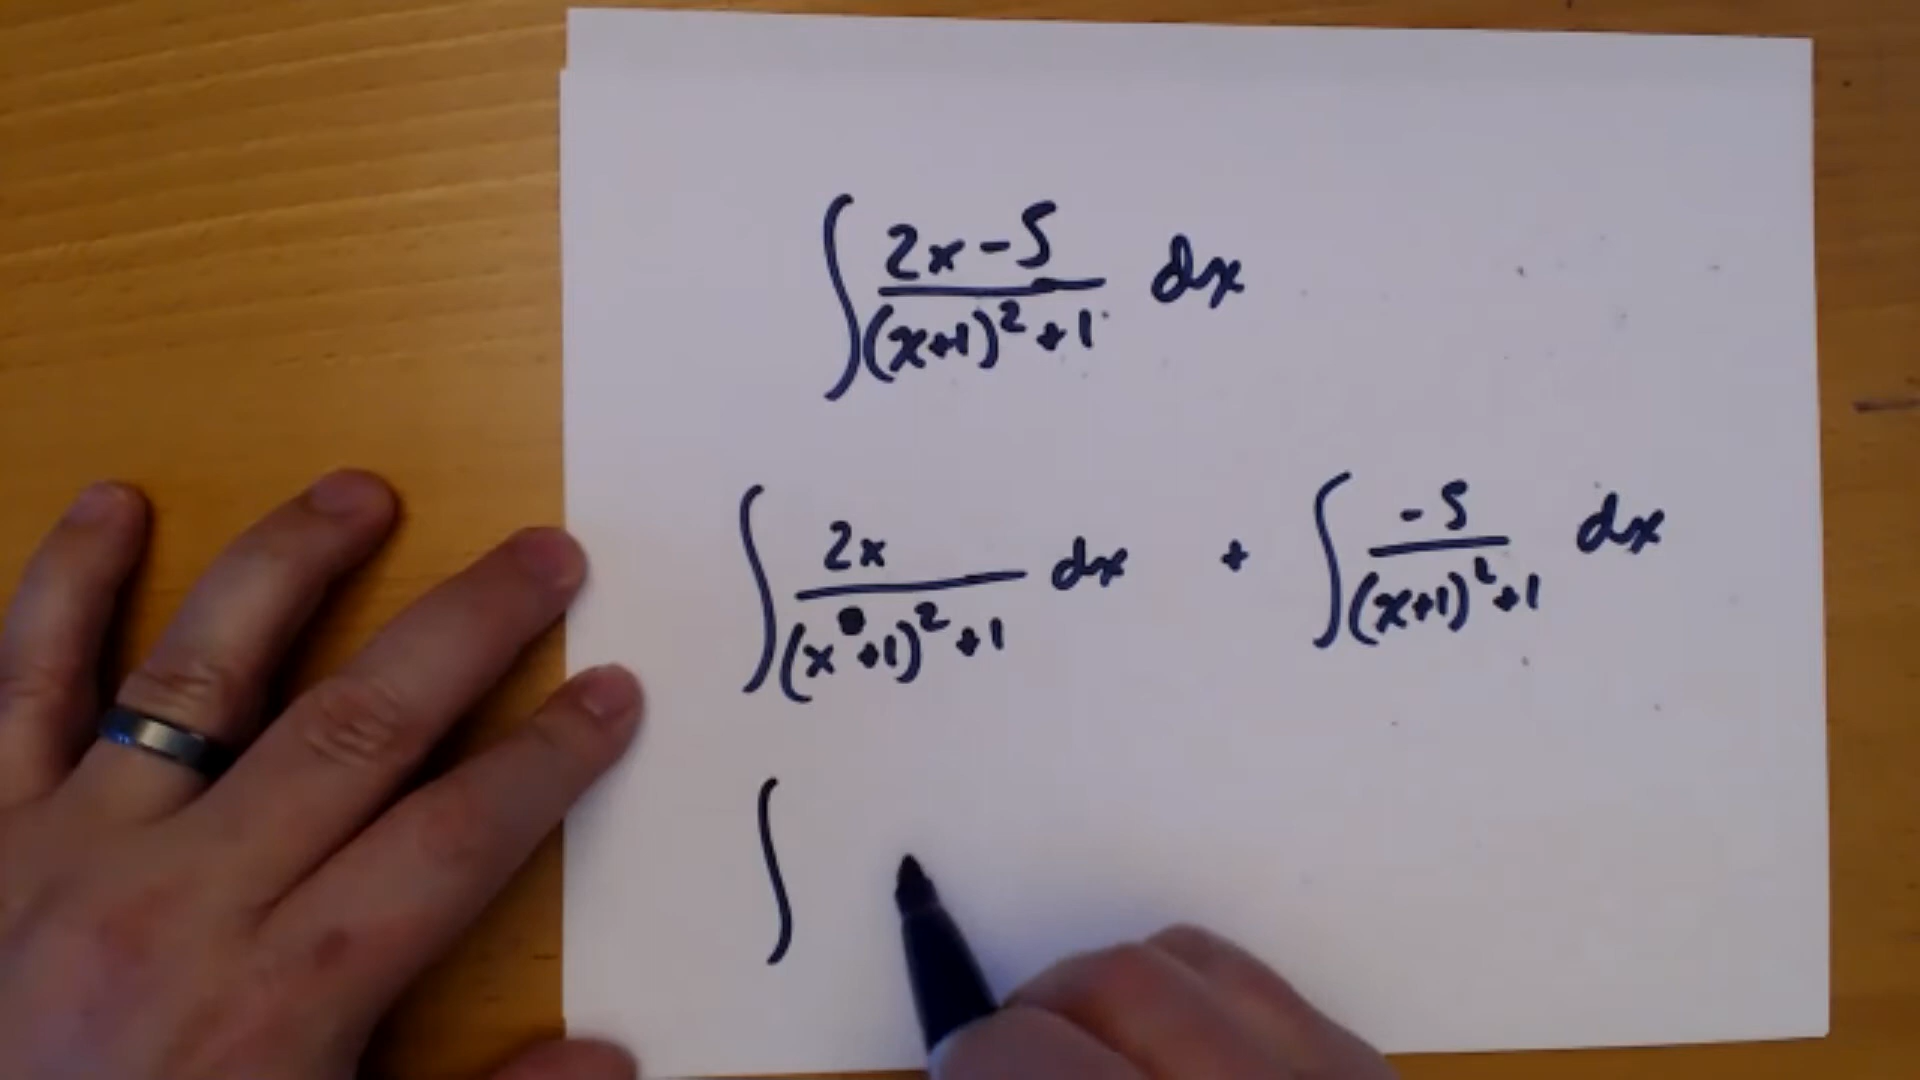 ∫ (2x - 5)/((x+1)² + 1) dx
∫ 2x/((x +1)² + 1) dx + ∫ -5/((x+1)² + 1) dx
∫